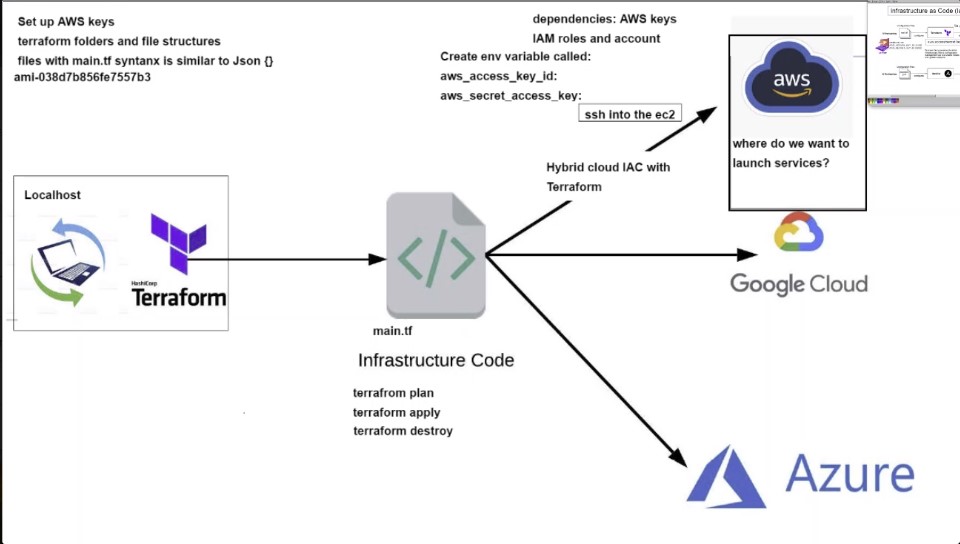 Set up AWS keys
terraform folders and file structures
files with main.tf syntanx is similar to Json {}
ami-038d7b856fe7557b3
dependencies: AWS keys
IAM roles and account
Create env variable called:
aws_access_key_id:
aws_secret_access_key:
ssh into the ec2
Infrastructure as Code (I
aws
where do we want to
launch services?
Hybrid cloud IAC with
Terraform
Localhost
HashiCorp
Terraform
</>
main.tf
Infrastructure Code
terrafrom plan
terraform apply
terraform destroy
Google Cloud
Azure